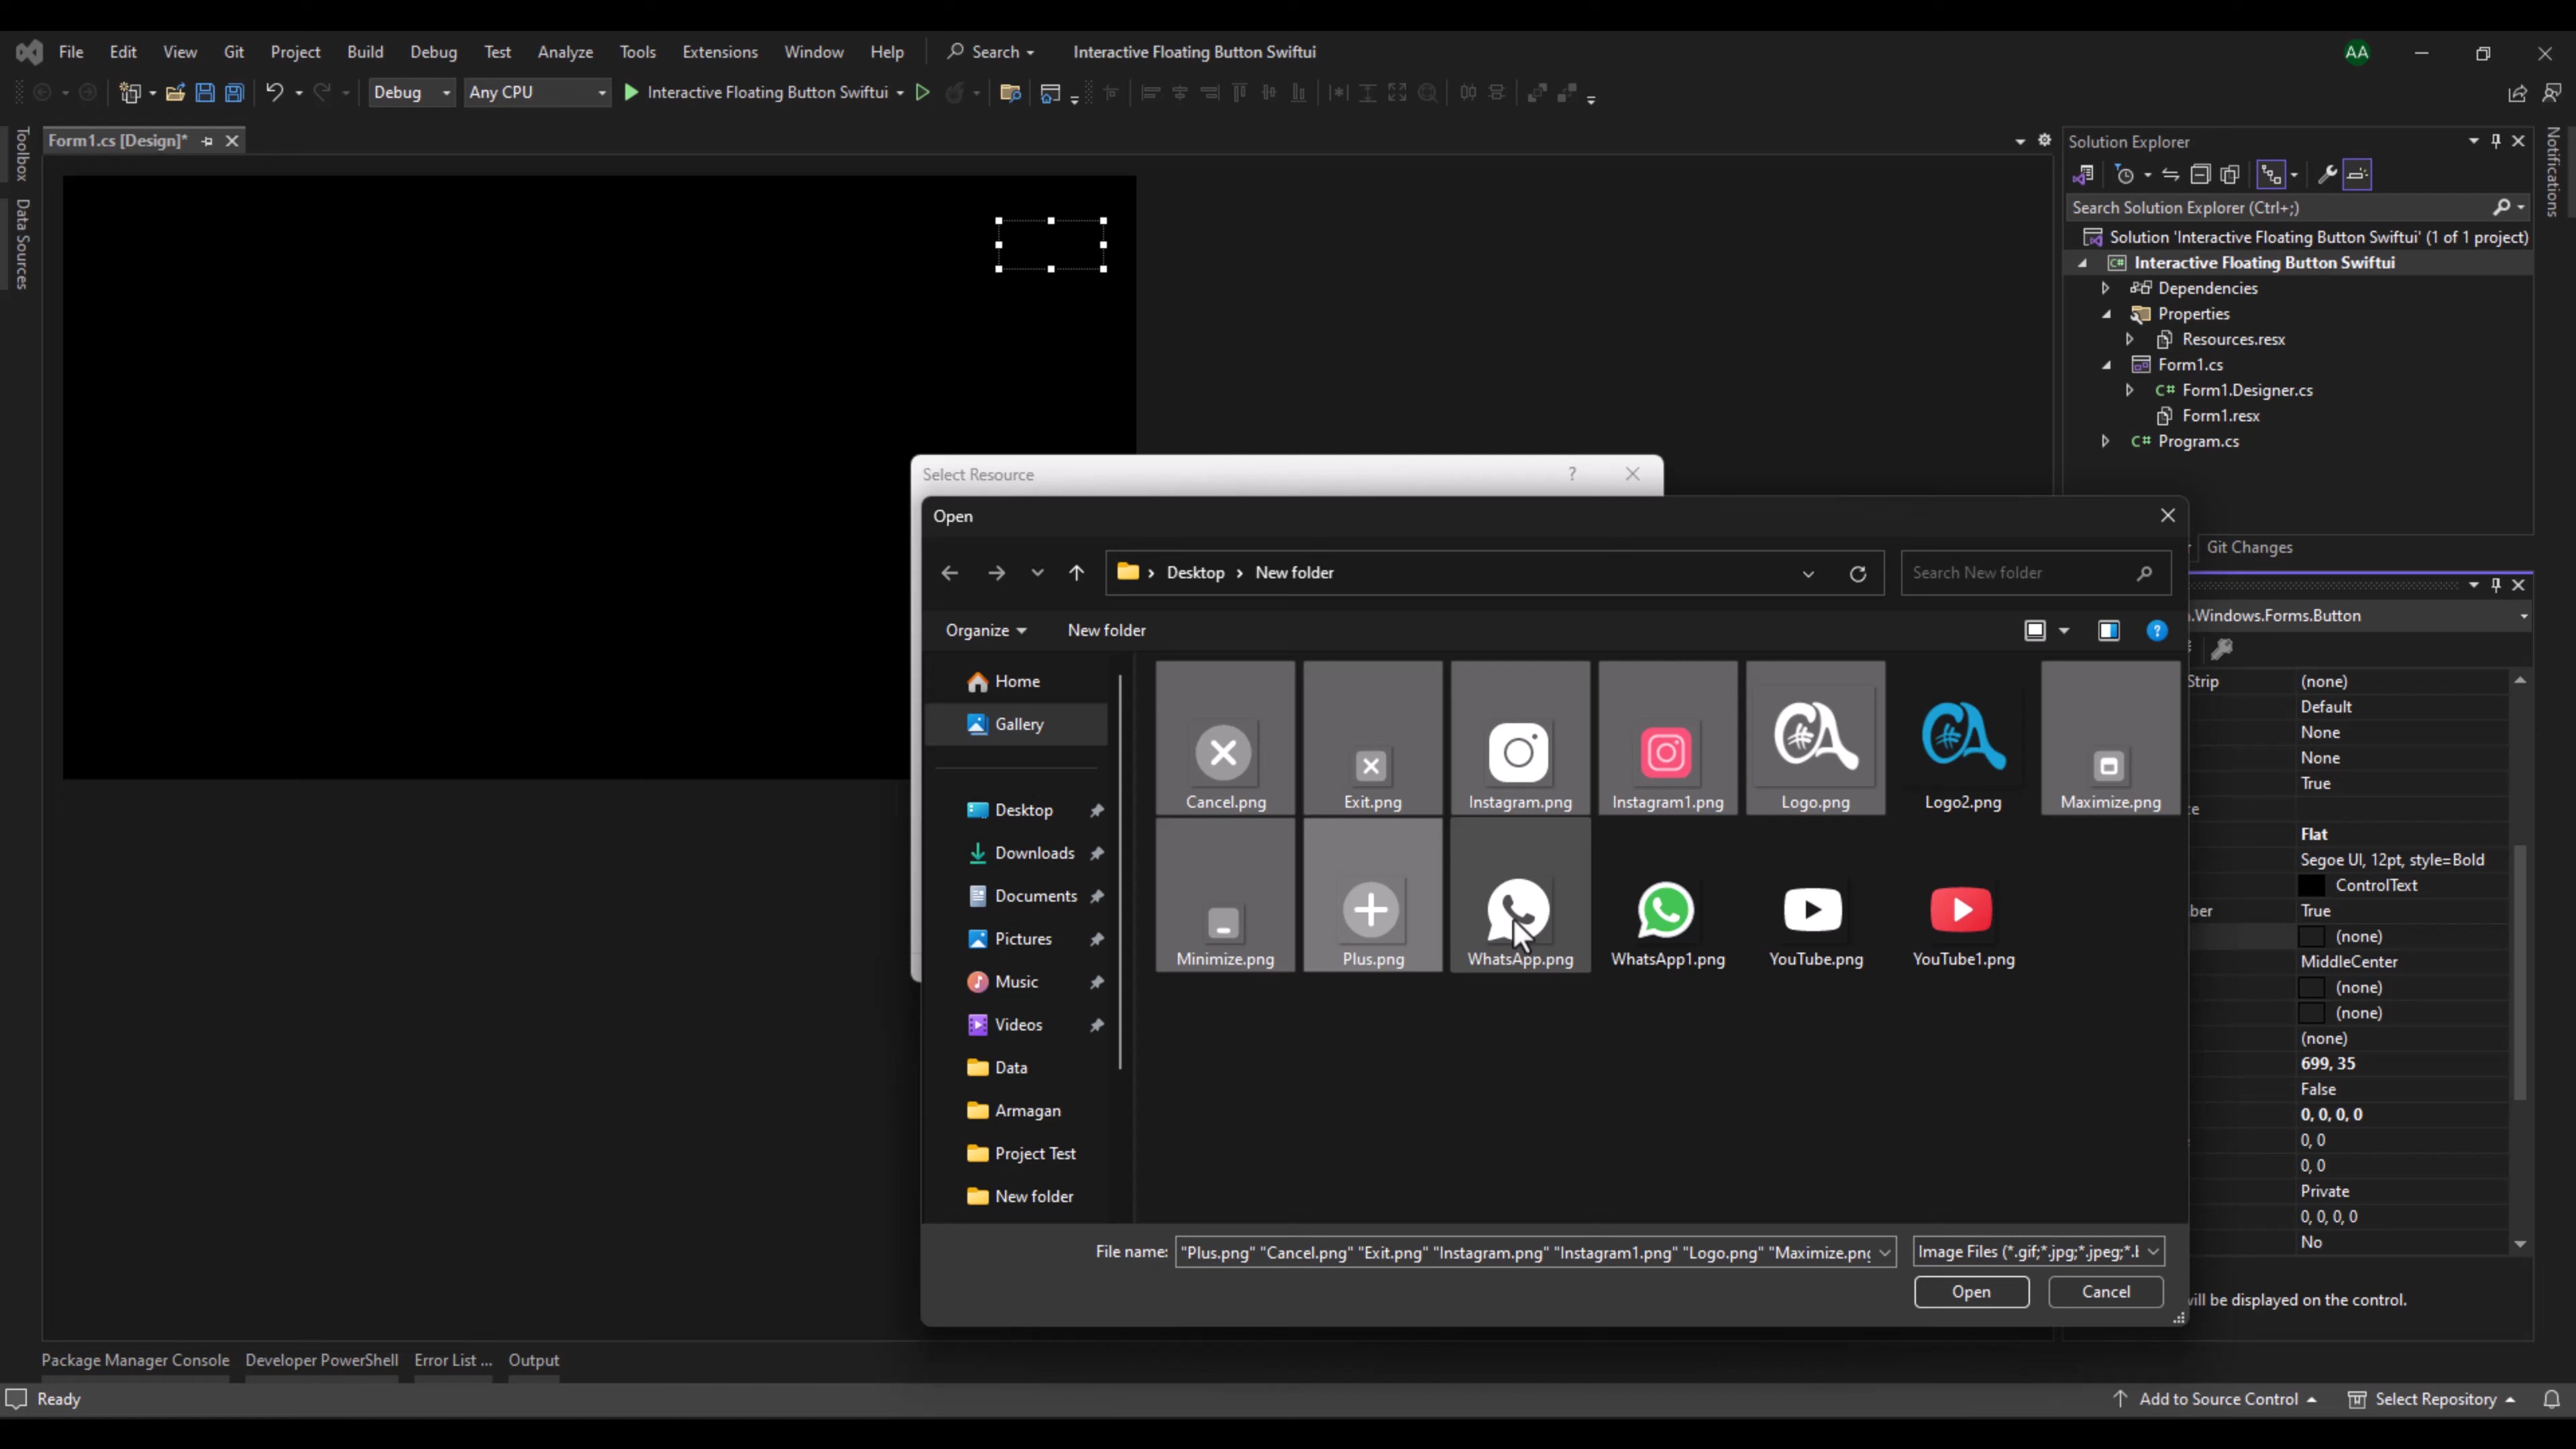 File Edit View Git Project Build Debug Test Analyze Tools Extensions Window Help Search Interactive Floating Button Swiftui AA
Debug Any CPU Interactive Floating Button Swiftui
Toolbox
Data Sources
Form1.cs [Design]*
Select Resource ?
Open
Desktop New folder
Search New folder
Organize New folder
Home
Gallery
Desktop
Downloads
Documents
Pictures
Music
Videos
Data
Armagan
Project Test
New folder
Cancel.png Exit.png Instagram.png Instagram1.png Logo.png Logo2.png Maximize.png
Minimize.png Plus.png WhatsApp.png WhatsApp1.png YouTube.png YouTube1.png
File name: "Plus.png" "Cancel.png" "Exit.png" "Instagram.png" "Instagram1.png" "Logo.png" "Maximize.png
Image Files (*.gif;*.jpg;*.jpeg;*.b
Open Cancel
Solution Explorer
Search Solution Explorer (Ctrl+;)
Solution 'Interactive Floating Button Swiftui' (1 of 1 project)
C# Interactive Floating Button Swiftui
Dependencies
Properties
Resources.resx
Form1.cs
C# Form1.Designer.cs
Form1.resx
C# Program.cs
Notifications
Git Changes
.Windows.Forms.Button
Strip (none)
Default
None
None
True
ce
Flat
Segoe UI, 12pt, style=Bold
ControlText
ber True
(none)
MiddleCenter
(none)
(none)
(none)
699, 35
False
0, 0, 0, 0
0, 0
0, 0
Private
0, 0, 0, 0
No
will be displayed on the control.
Package Manager Console Developer PowerShell Error List ... Output
Ready
Add to Source Control Select Repository